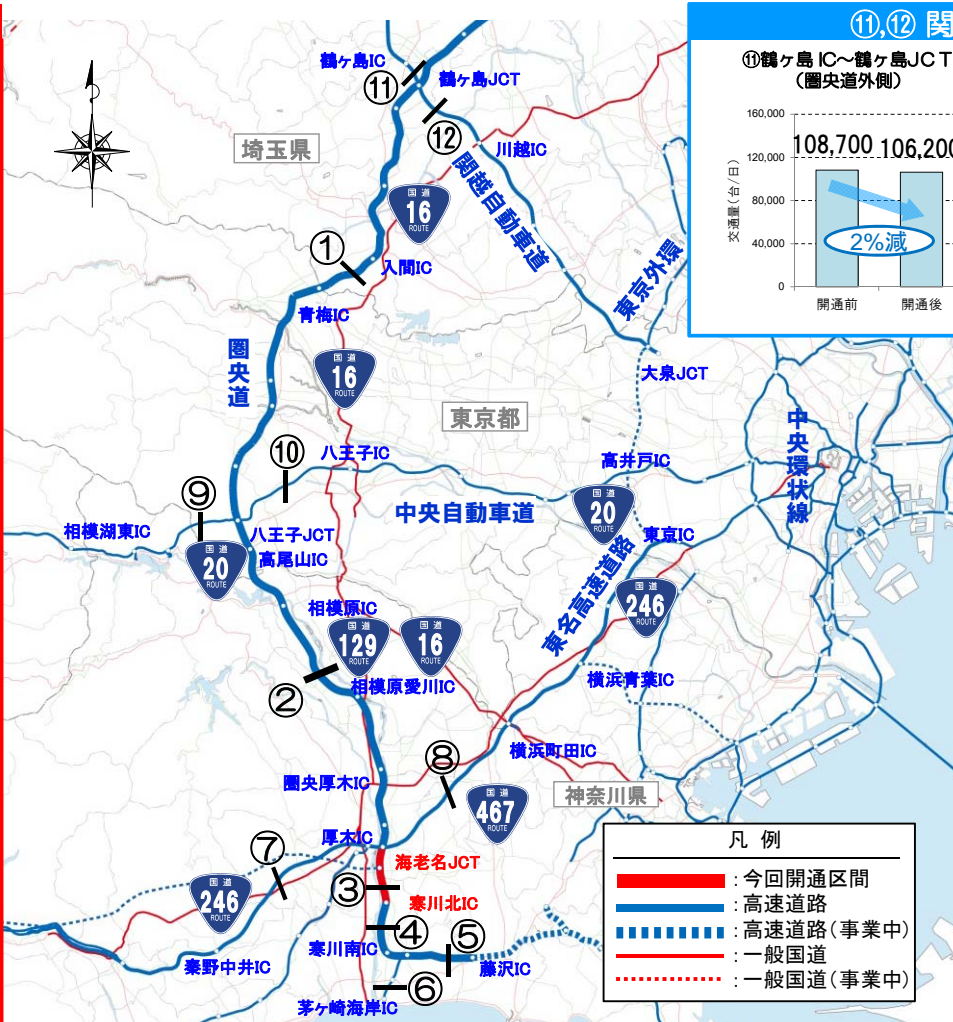 ⑪,⑫ 関
⑪鶴ヶ島IC～鶴ヶ島JCT
(圏央道外側)
160,000
120,000
80,000
40,000
0
交通量(台/日)
108,700
106,200
2%減
開通前
開通後
鶴ヶ島IC
⑪
鶴ヶ島JCT
⑫
川越IC
埼玉県
国道
16
ROUTE
関越自動車道
①
入間IC
東京外環
青梅IC
圏央道
国道
16
ROUTE
大泉JCT
東京都
中央環状線
八王子IC
⑩
高井戸IC
⑨
中央自動車道
国道
20
ROUTE
相模湖東IC
八王子JCT
東京IC
国道
20
ROUTE
高尾山IC
東名高速道路
相模原IC
国道
246
ROUTE
国道
129
ROUTE
国道
16
ROUTE
②
相模原愛川IC
横浜青葉IC
横浜町田IC
⑧
圏央厚木IC
国道
467
ROUTE
神奈川県
厚木IC
海老名JCT
⑦
国道
246
ROUTE
③
寒川北IC
④
寒川南IC
⑤
秦野中井IC
藤沢IC
⑥
茅ヶ崎海岸IC
凡 例
:今回開通区間
:高速道路
:高速道路(事業中)
:一般国道
:一般国道(事業中)